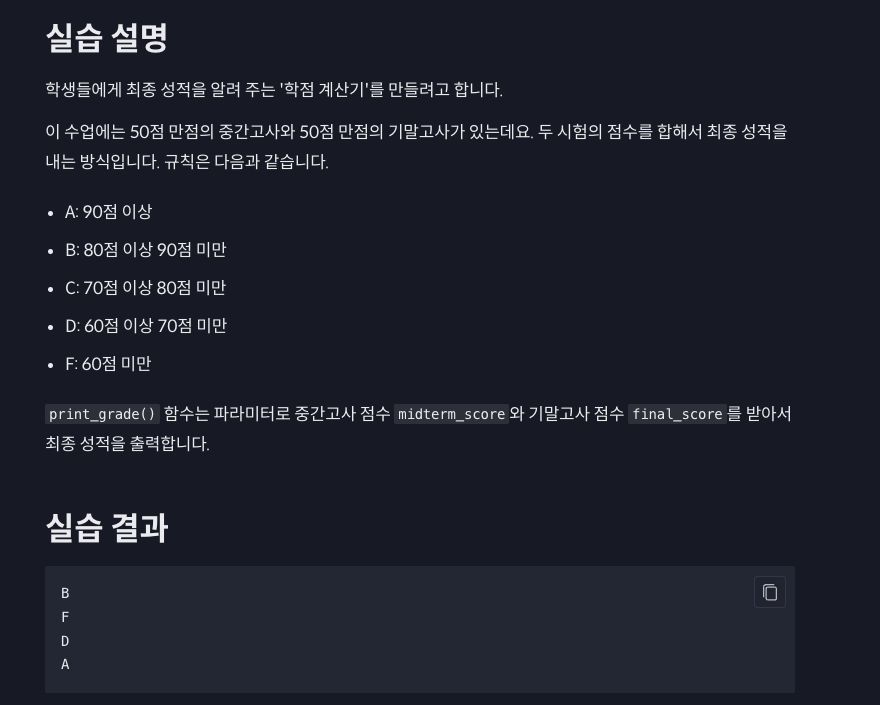 실습 설명
학생들에게 최종 성적을 알려 주는 '학점 계산기'를 만들려고 합니다.
이 수업에는 50점 만점의 중간고사와 50점 만점의 기말고사가 있는데요. 두 시험의 점수를 합해서 최종 성적을
내는 방식입니다. 규칙은 다음과 같습니다.
• A: 90점 이상
• B: 80점 이상 90점 미만
• C: 70점 이상 80점 미만
• D: 60점 이상 70점 미만
• F: 60점 미만
print_grade() 함수는 파라미터로 중간고사 점수 midterm_score와 기말고사 점수 final_score를 받아서
최종 성적을 출력합니다.
실습 결과
B
F
D
A